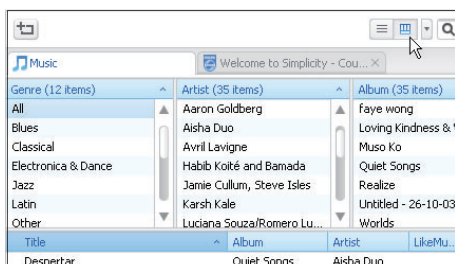 Music
Welcome to Simplicity - Cou...
Genre (12 items)
Artist (35 items)
Album (35 items)
All
Aaron Goldberg
faye wong
Blues
Aisha Duo
Loving Kindness &
Classical
Avril Lavigne
Muso Ko
Electronica & Dance
Habib Koité and Bamada
Quiet Songs
Jazz
Jamie Cullum, Steve Isles
Realize
Latin
Karsh Kale
Untitled - 26-10-03
Other
Luciana Souza/Romero Lu...
Worlds
Title
Album
Artist
LikeMu...
Despertar
Quiet Songs
Aisha Duo